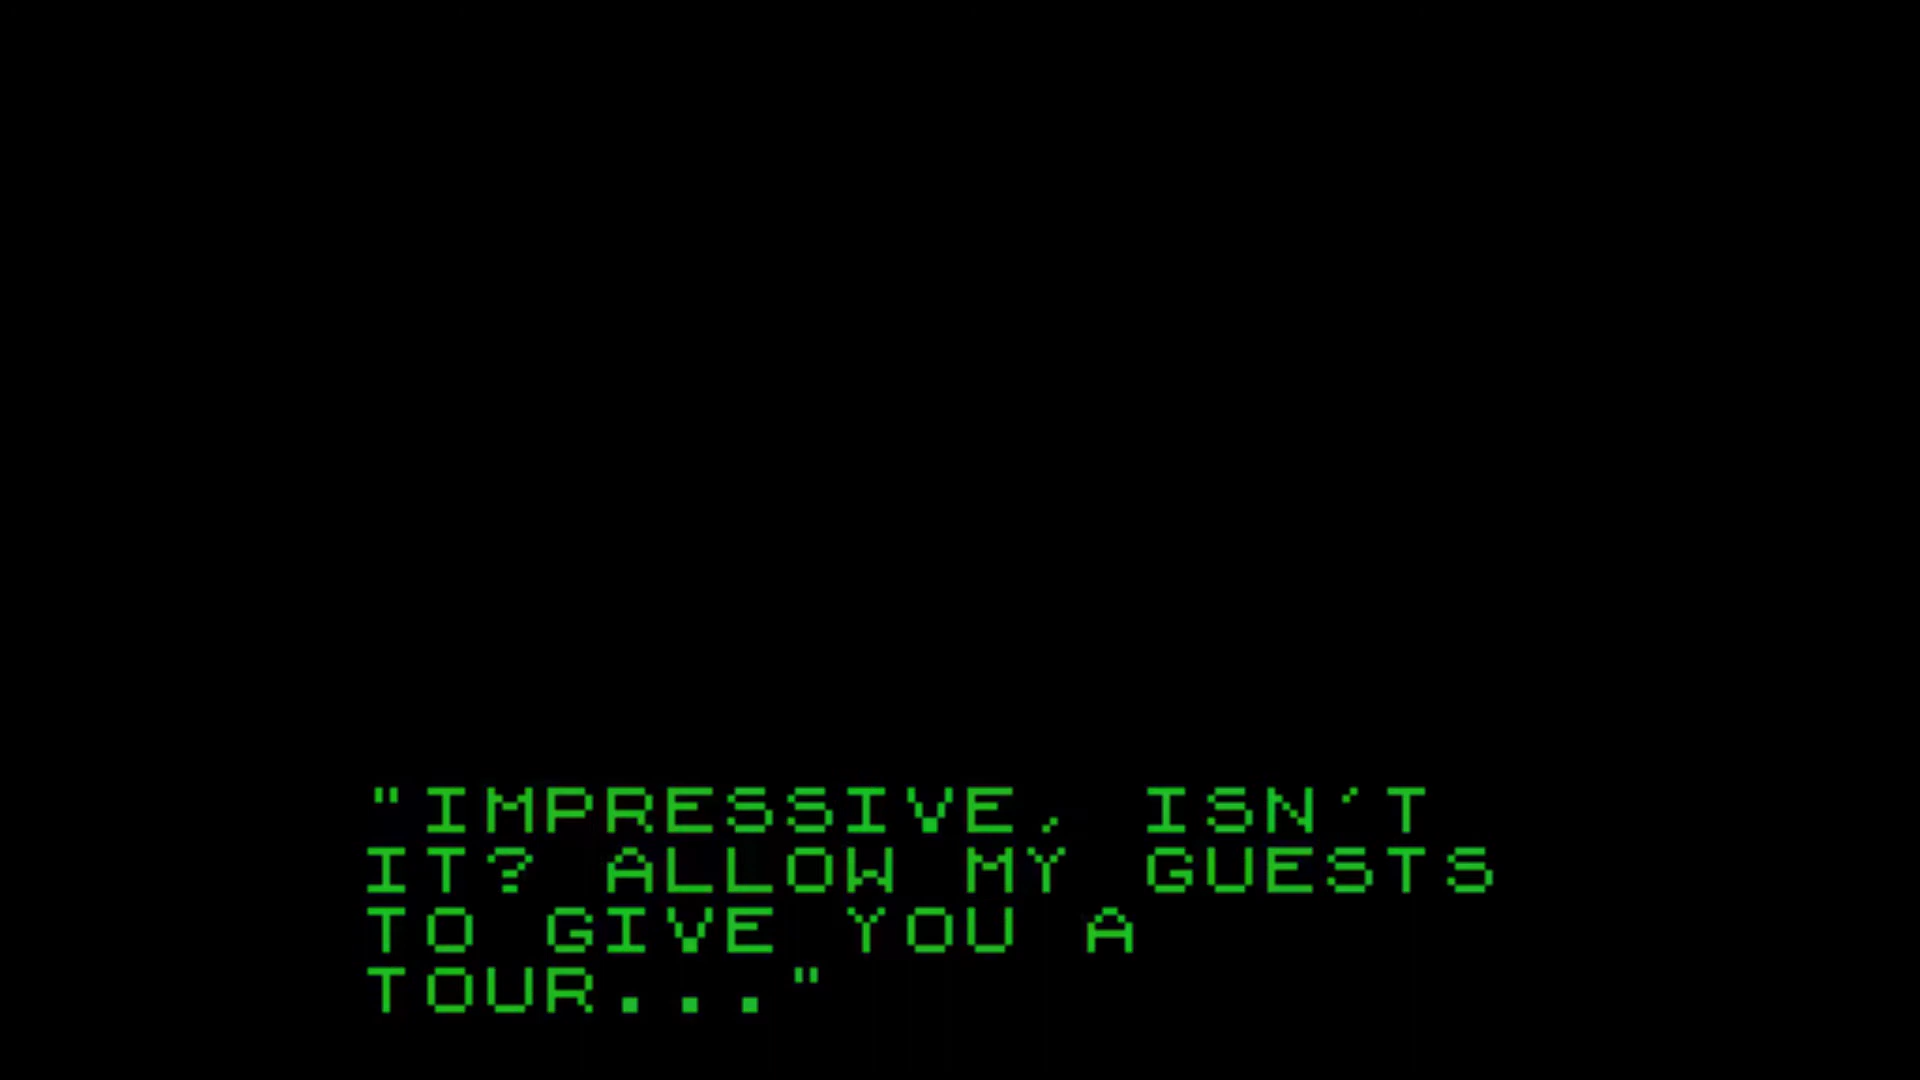 "IMPRESSIVE, ISN'T
IT? ALLOW MY GUESTS
TO GIVE YOU A
TOUR..."